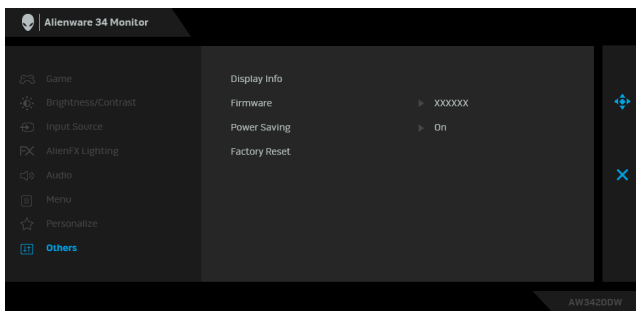 Alienware 34 Monitor
Game
Brightness/Contrast
Input Source
AlienFX Lighting
Audio
Menu
Personalize
Others
Display Info
Firmware XXXXXX
Power Saving On
Factory Reset
AW3420DW